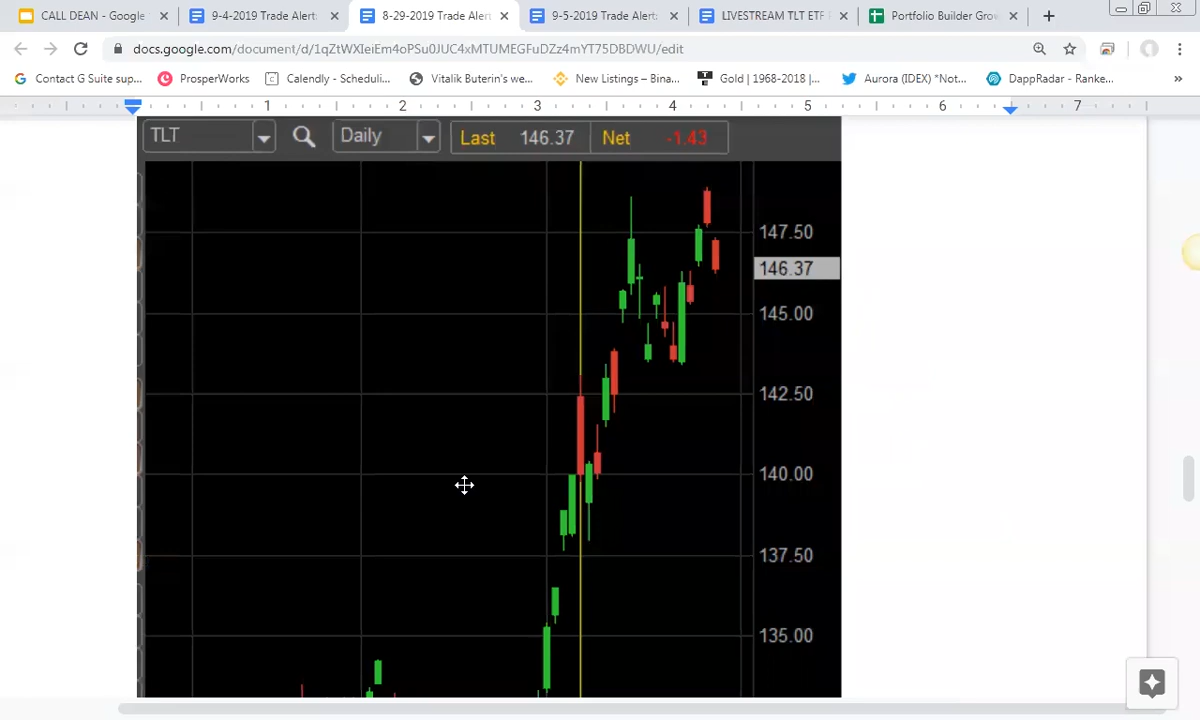 CALL DEAN - Google
9-4-2019 Trade Alert:
8-29-2019 Trade Alert
9-5-2019 Trade Alert:
LIVESTREAM TLT ETF
Portfolio Builder Grou
docs.google.com/document/d/1qZtWXIeiEm4oPSu0JUC4xMTUMEGFuDZz4mYT75DBDWU/edit
Contact G Suite sup...
ProsperWorks
Calendly - Scheduli...
Vitalik Buterin's we...
New Listings – Bina...
Gold | 1968-2018 |...
Aurora (IDEX) *Not...
DappRadar - Ranke...
»
1 2 3 4 5 6 7
TLT Daily Last 146.37 Net -1.43
147.50
146.37
145.00
142.50
140.00
137.50
135.00